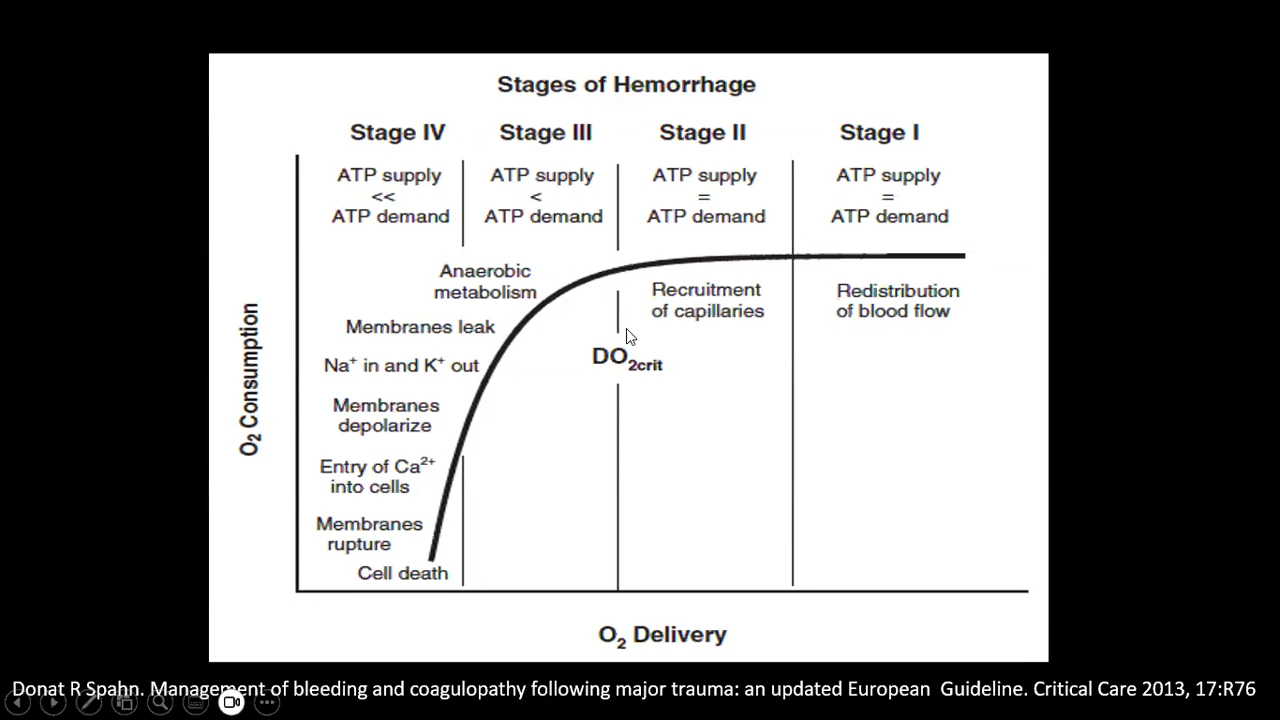 Stages of Hemorrhage
Stage IV Stage III Stage II Stage I
ATP supply ATP supply ATP supply ATP supply
<< < = =
ATP demand ATP demand ATP demand ATP demand
Anaerobic
metabolism
Recruitment
of capillaries
Redistribution
of blood flow
Membranes leak
DO2crit
Na+ in and K+ out
Membranes
depolarize
Entry of Ca2+
into cells
Membranes
rupture
Cell death
O2 Consumption
O2 Delivery
Donat R Spahn. Management of bleeding and coagulopathy following major trauma: an updated European Guideline. Critical Care 2013, 17:R76